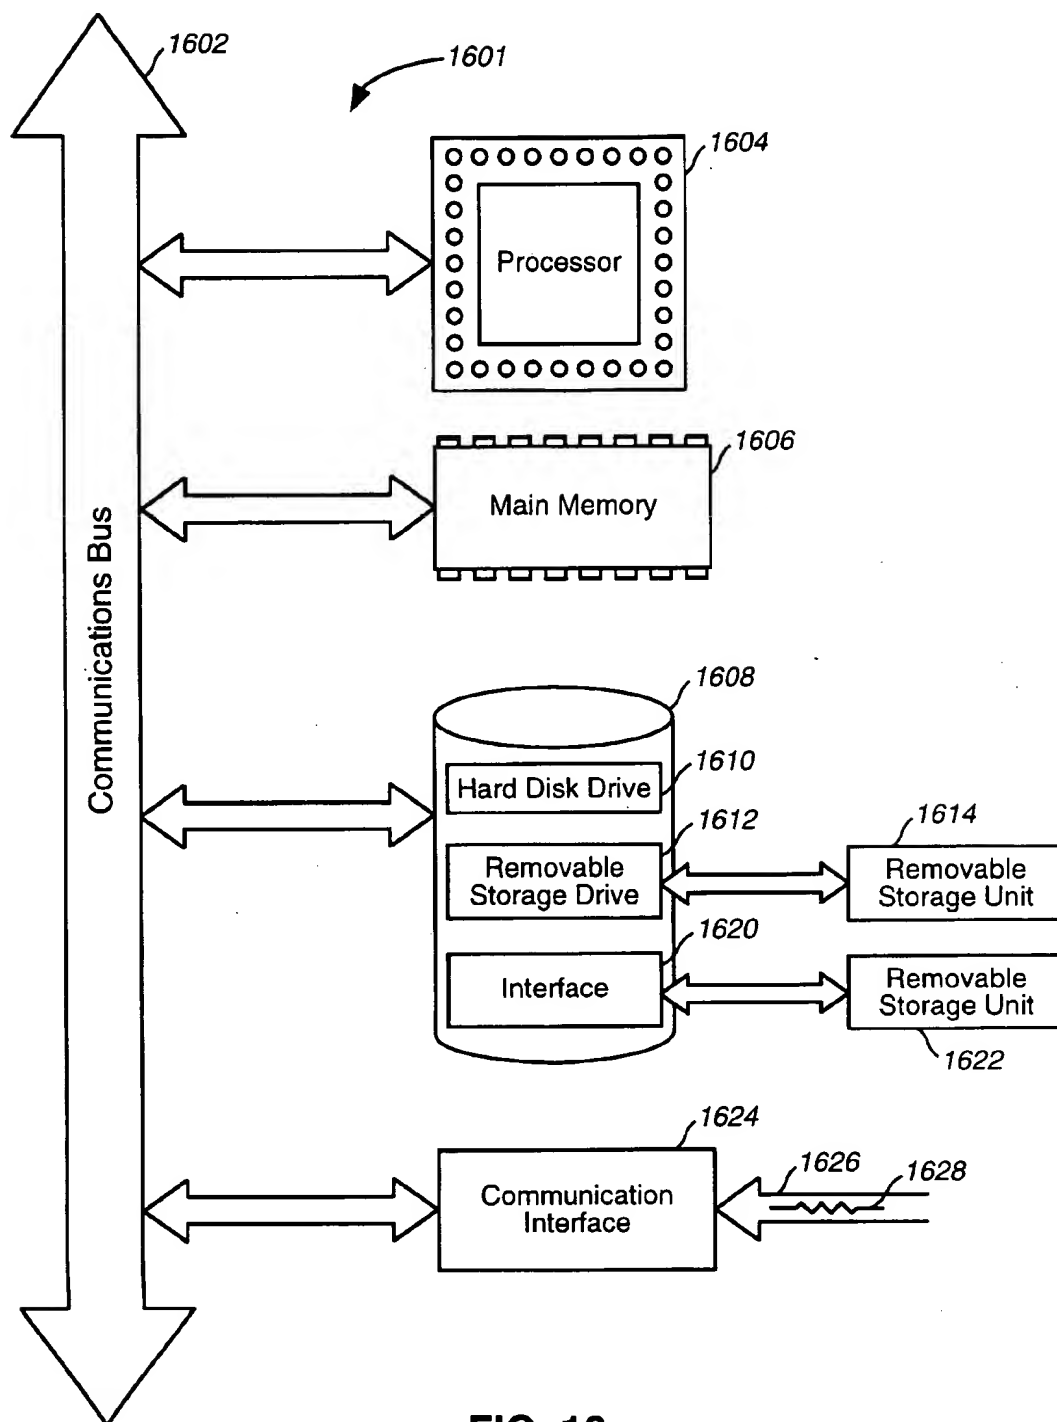 1602
1601
1604
Processor
1606
Main Memory
Communications Bus
1608
Hard Disk Drive
1610
1612
Removable
Storage Drive
1614
Removable
Storage Unit
1620
Interface
Removable
Storage Unit
1622
1624
Communication
Interface
1626
1628